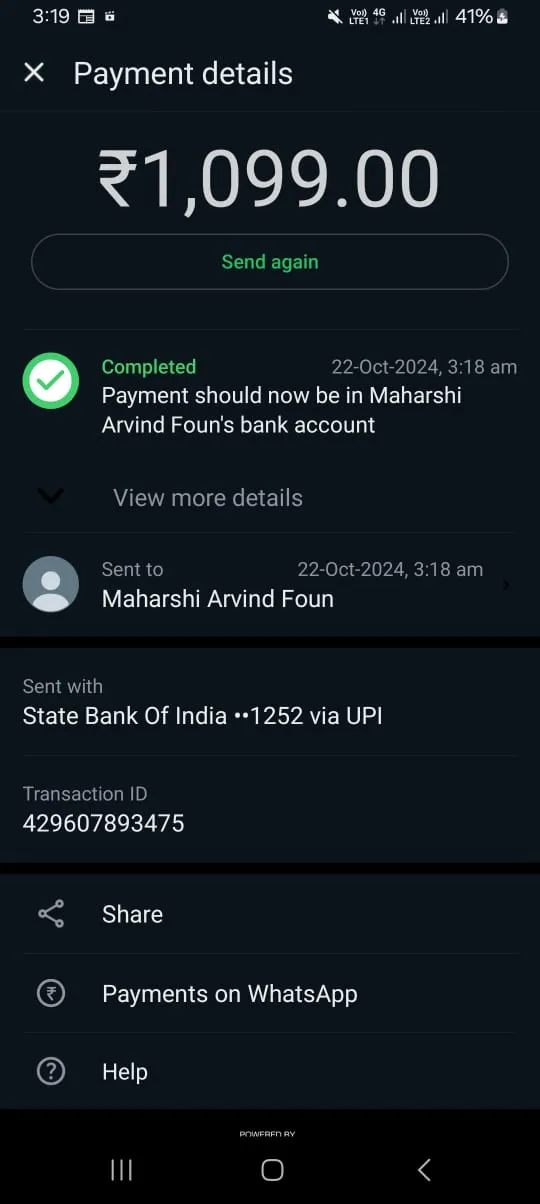 3:19 Vo)) LTE1 4G Vo)) LTE2 41%
Payment details
₹1,099.00
Send again
Completed 22-Oct-2024, 3:18 am
Payment should now be in Maharshi
Arvind Foun's bank account
View more details
Sent to 22-Oct-2024, 3:18 am
Maharshi Arvind Foun
Sent with
State Bank Of India ••1252 via UPI
Transaction ID
429607893475
Share
Payments on WhatsApp
Help
POWERED BY